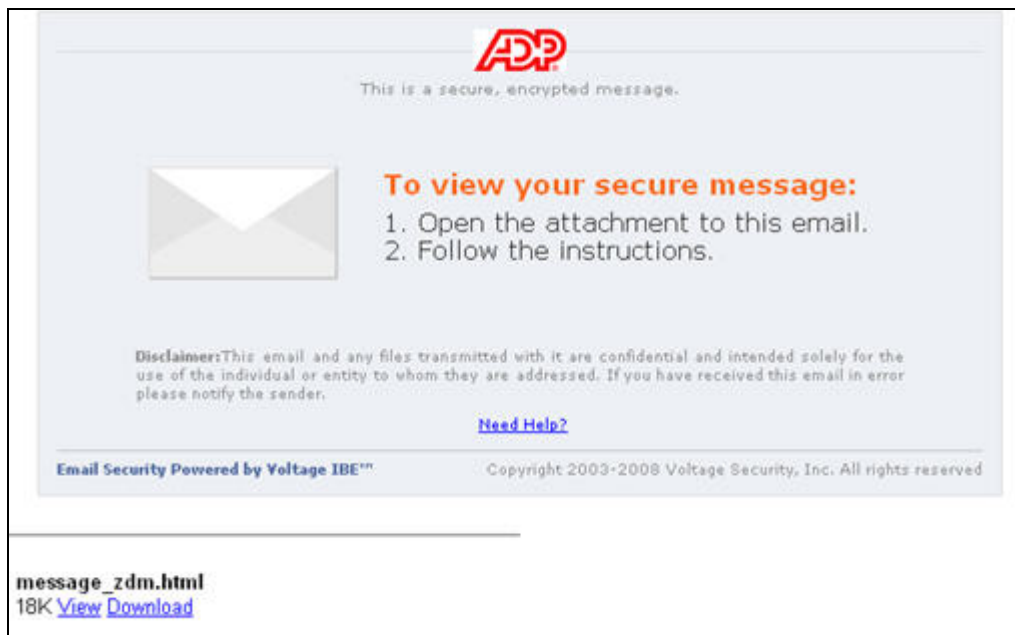 ADP
This is a secure, encrypted message.
To view your secure message:
1. Open the attachment to this email.
2. Follow the instructions.
Disclaimer:This email and any files transmitted with it are confidential and intended solely for the
use of the individual or entity to whom they are addressed. If you have received this email in error
please notify the sender.
Need Help?
Email Security Powered by Voltage IBE™
Copyright 2003-2008 Voltage Security, Inc. All rights reserved
message_zdm.html
18K View Download